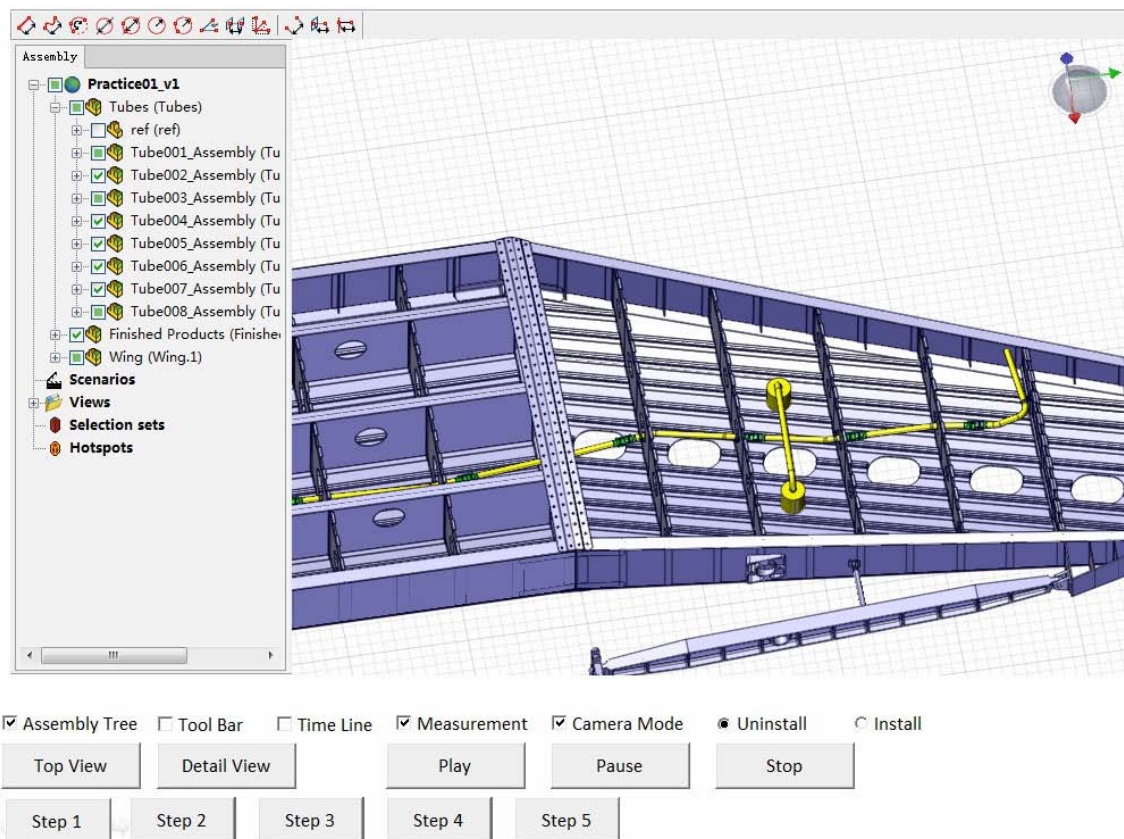 Assembly
Practice01_v1
Tubes (Tubes)
ref (ref)
Tube001_Assembly (Tu
Tube002_Assembly (Tu
Tube003_Assembly (Tu
Tube004_Assembly (Tu
Tube005_Assembly (Tu
Tube006_Assembly (Tu
Tube007_Assembly (Tu
Tube008_Assembly (Tu
Finished Products (Finished
Wing (Wing.1)
Scenarios
Views
Selection sets
Hotspots
Assembly Tree Tool Bar Time Line Measurement Camera Mode Uninstall Install
Top View Detail View Play Pause Stop
Step 1 Step 2 Step 3 Step 4 Step 5